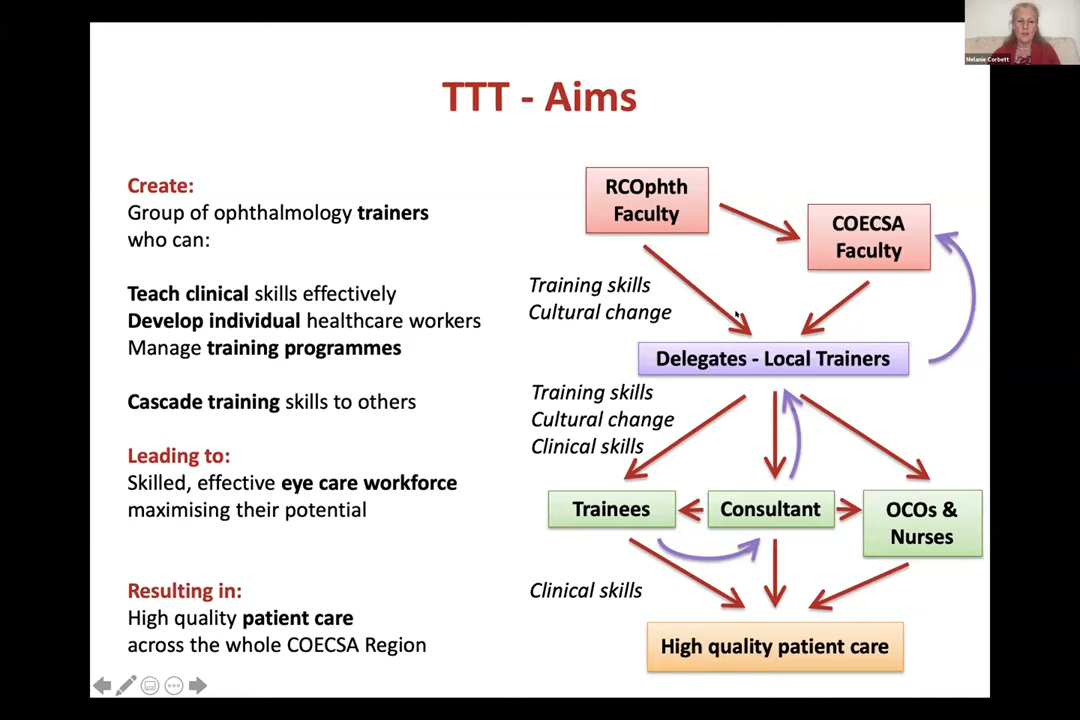 Melanie Corbett
TTT - Aims
Create:
Group of ophthalmology trainers
who can:
Teach clinical skills effectively
Develop individual healthcare workers
Manage training programmes
Cascade training skills to others
Leading to:
Skilled, effective eye care workforce
maximising their potential
Resulting in:
High quality patient care
across the whole COECSA Region
RCOphth
Faculty
COECSA
Faculty
Training skills
Cultural change
Delegates - Local Trainers
Training skills
Cultural change
Clinical skills
Trainees
Consultant
OCOs &
Nurses
Clinical skills
High quality patient care